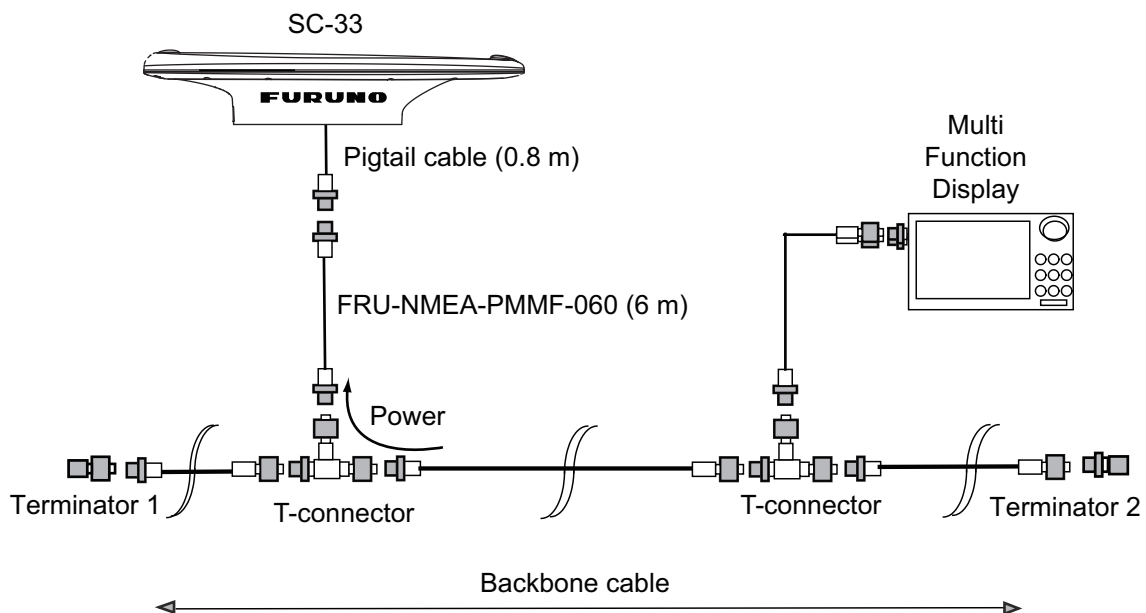 SC-33
FURUNO
Pigtail cable (0.8 m)
Multi
Function
Display
FRU-NMEA-PMMF-060 (6 m)
Power
Terminator 1
T-connector
T-connector
Terminator 2
Backbone cable